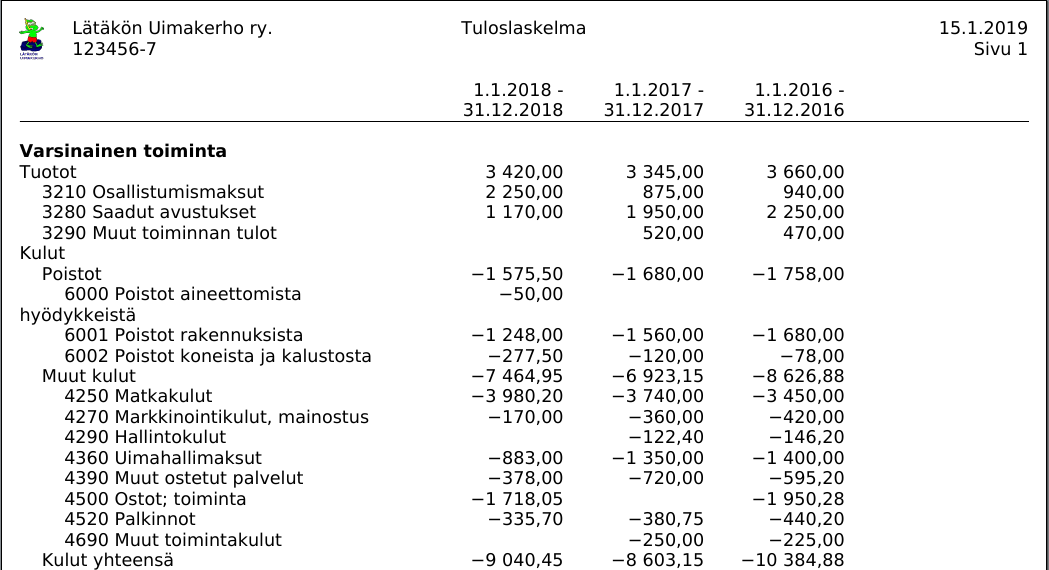 Lätäkön Uimakerho ry. Tuloslaskelma 15.1.2019
123456-7 Sivu 1
LÄTÄKÖN
UIMAKERHO
1.1.2018 - 1.1.2017 - 1.1.2016 -
31.12.2018 31.12.2017 31.12.2016
Varsinainen toiminta
Tuotot 3 420,00 3 345,00 3 660,00
3210 Osallistumismaksut 2 250,00 875,00 940,00
3280 Saadut avustukset 1 170,00 1 950,00 2 250,00
3290 Muut toiminnan tulot 520,00 470,00
Kulut
Poistot −1 575,50 −1 680,00 −1 758,00
6000 Poistot aineettomista −50,00
hyödykkeistä
6001 Poistot rakennuksista −1 248,00 −1 560,00 −1 680,00
6002 Poistot koneista ja kalustosta −277,50 −120,00 −78,00
Muut kulut −7 464,95 −6 923,15 −8 626,88
4250 Matkakulut −3 980,20 −3 740,00 −3 450,00
4270 Markkinointikulut, mainostus −170,00 −360,00 −420,00
4290 Hallintokulut −122,40 −146,20
4360 Uimahallimaksut −883,00 −1 350,00 −1 400,00
4390 Muut ostetut palvelut −378,00 −720,00 −595,20
4500 Ostot; toiminta −1 718,05 −1 950,28
4520 Palkinnot −335,70 −380,75 −440,20
4690 Muut toimintakulut −250,00 −225,00
Kulut yhteensä −9 040,45 −8 603,15 −10 384,88